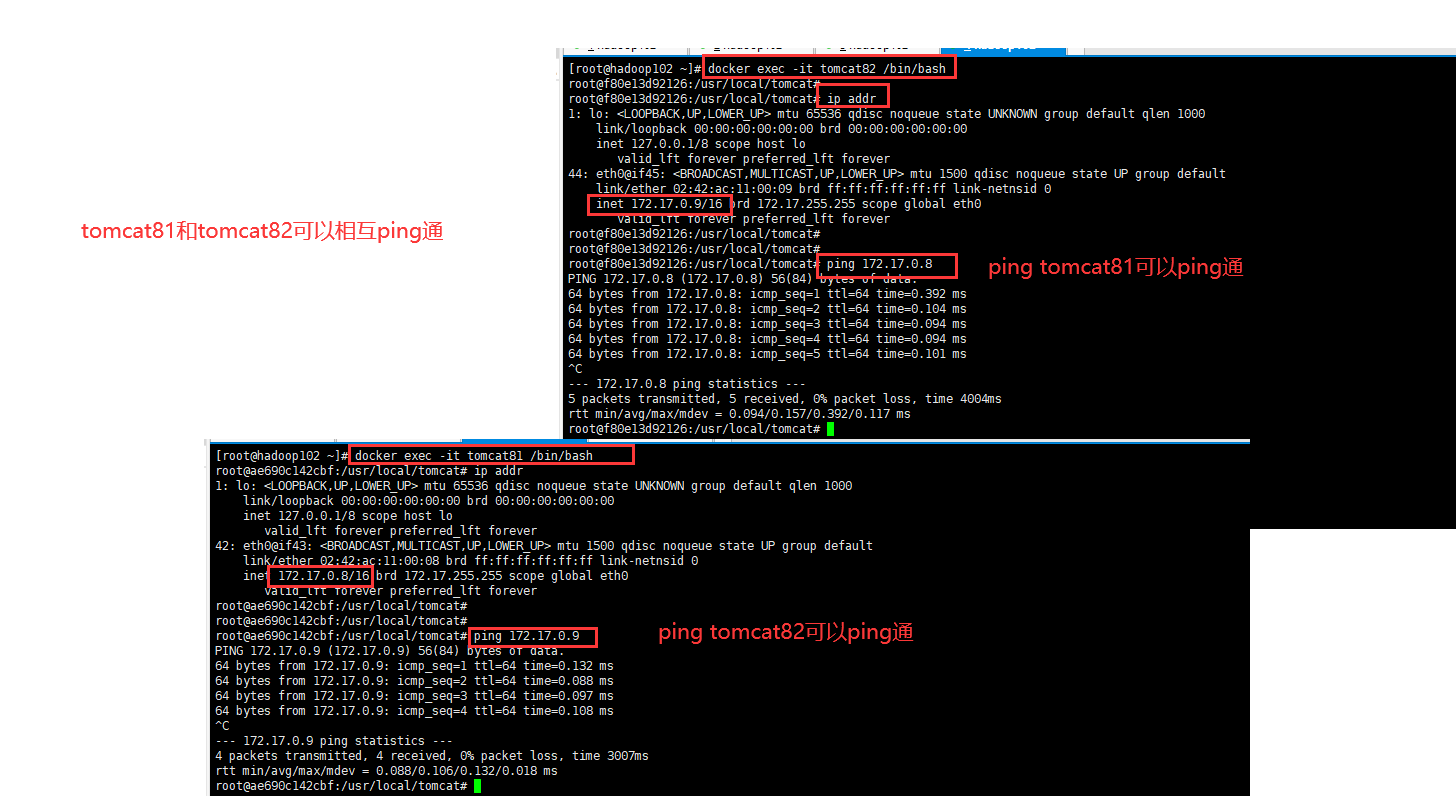 [root@hadoop102 ~]# docker exec -it tomcat82 /bin/bash
root@f80e13d92126:/usr/local/tomcat#
root@f80e13d92126:/usr/local/tomcat# ip addr
1: lo: <LOOPBACK,UP,LOWER_UP> mtu 65536 qdisc noqueue state UNKNOWN group default qlen 1000
    link/loopback 00:00:00:00:00:00 brd 00:00:00:00:00:00
    inet 127.0.0.1/8 scope host lo
       valid_lft forever preferred_lft forever
44: eth0@if45: <BROADCAST,MULTICAST,UP,LOWER_UP> mtu 1500 qdisc noqueue state UP group default
    link/ether 02:42:ac:11:00:09 brd ff:ff:ff:ff:ff:ff link-netnsid 0
    inet 172.17.0.9/16 brd 172.17.255.255 scope global eth0
       valid_lft forever preferred_lft forever
root@f80e13d92126:/usr/local/tomcat#
root@f80e13d92126:/usr/local/tomcat#
root@f80e13d92126:/usr/local/tomcat# ping 172.17.0.8
PING 172.17.0.8 (172.17.0.8) 56(84) bytes of data.
64 bytes from 172.17.0.8: icmp_seq=1 ttl=64 time=0.392 ms
64 bytes from 172.17.0.8: icmp_seq=2 ttl=64 time=0.104 ms
64 bytes from 172.17.0.8: icmp_seq=3 ttl=64 time=0.094 ms
64 bytes from 172.17.0.8: icmp_seq=4 ttl=64 time=0.094 ms
64 bytes from 172.17.0.8: icmp_seq=5 ttl=64 time=0.101 ms
^C
--- 172.17.0.8 ping statistics ---
5 packets transmitted, 5 received, 0% packet loss, time 4004ms
rtt min/avg/max/mdev = 0.094/0.157/0.392/0.117 ms
root@f80e13d92126:/usr/local/tomcat#
tomcat81和tomcat82可以相互ping通
ping tomcat81可以ping通
[root@hadoop102 ~]# docker exec -it tomcat81 /bin/bash
root@ae690c142cbf:/usr/local/tomcat# ip addr
1: lo: <LOOPBACK,UP,LOWER_UP> mtu 65536 qdisc noqueue state UNKNOWN group default qlen 1000
    link/loopback 00:00:00:00:00:00 brd 00:00:00:00:00:00
    inet 127.0.0.1/8 scope host lo
       valid_lft forever preferred_lft forever
42: eth0@if43: <BROADCAST,MULTICAST,UP,LOWER_UP> mtu 1500 qdisc noqueue state UP group default
    link/ether 02:42:ac:11:00:08 brd ff:ff:ff:ff:ff:ff link-netnsid 0
    inet 172.17.0.8/16 brd 172.17.255.255 scope global eth0
       valid_lft forever preferred_lft forever
root@ae690c142cbf:/usr/local/tomcat#
root@ae690c142cbf:/usr/local/tomcat#
root@ae690c142cbf:/usr/local/tomcat# ping 172.17.0.9
PING 172.17.0.9 (172.17.0.9) 56(84) bytes of data.
64 bytes from 172.17.0.9: icmp_seq=1 ttl=64 time=0.132 ms
64 bytes from 172.17.0.9: icmp_seq=2 ttl=64 time=0.088 ms
64 bytes from 172.17.0.9: icmp_seq=3 ttl=64 time=0.097 ms
64 bytes from 172.17.0.9: icmp_seq=4 ttl=64 time=0.108 ms
^C
--- 172.17.0.9 ping statistics ---
4 packets transmitted, 4 received, 0% packet loss, time 3007ms
rtt min/avg/max/mdev = 0.088/0.106/0.132/0.018 ms
root@ae690c142cbf:/usr/local/tomcat#
ping tomcat82可以ping通